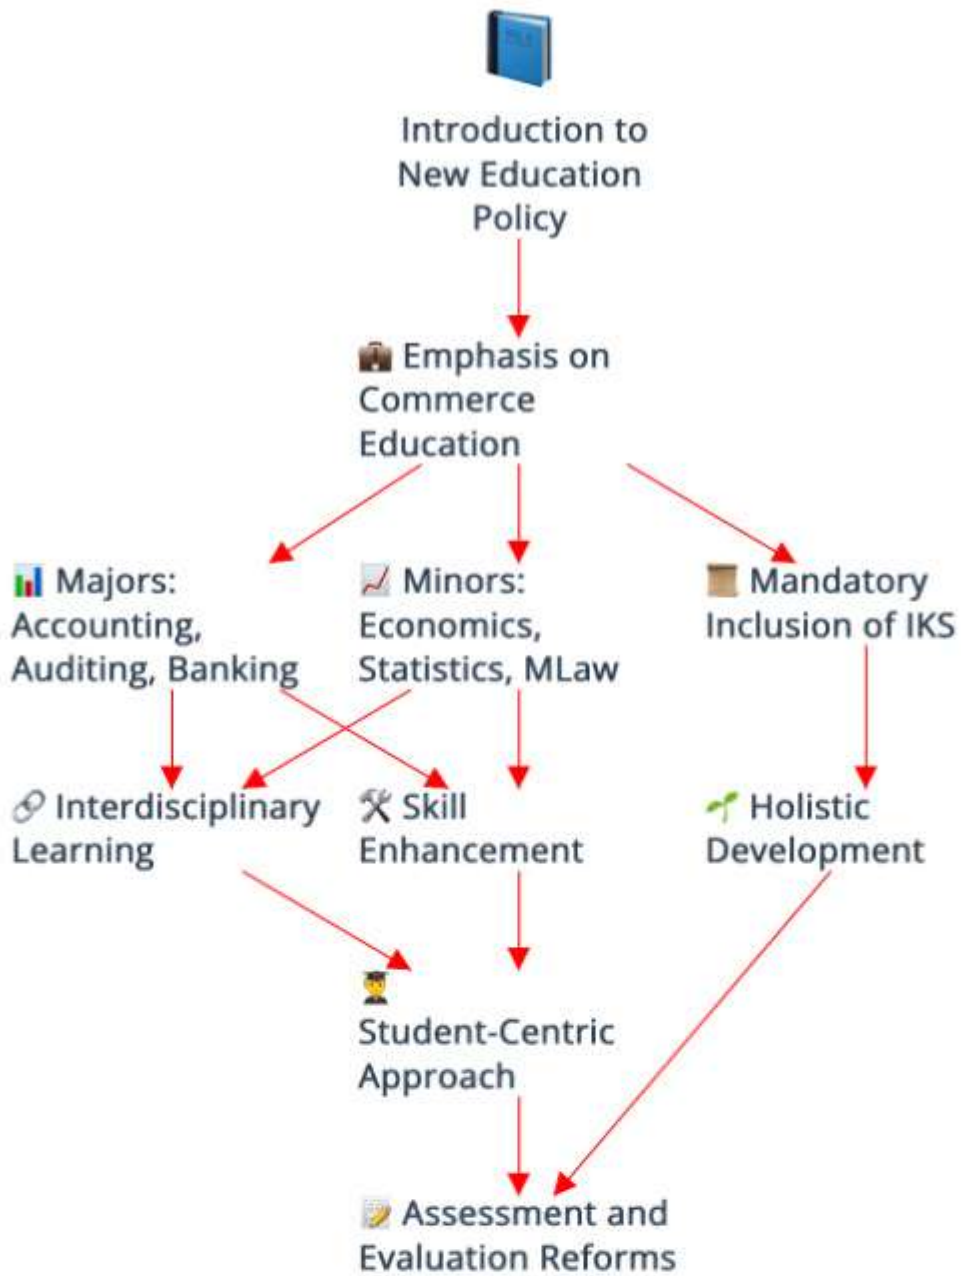 Introduction to
New Education
Policy
Emphasis on
Commerce
Education
Majors:
Accounting,
Auditing, Banking
Minors:
Economics,
Statistics, MLaw
Mandatory
Inclusion of IKS
Interdisciplinary
Learning
Skill
Enhancement
Holistic
Development
Student-Centric
Approach
Assessment and
Evaluation Reforms